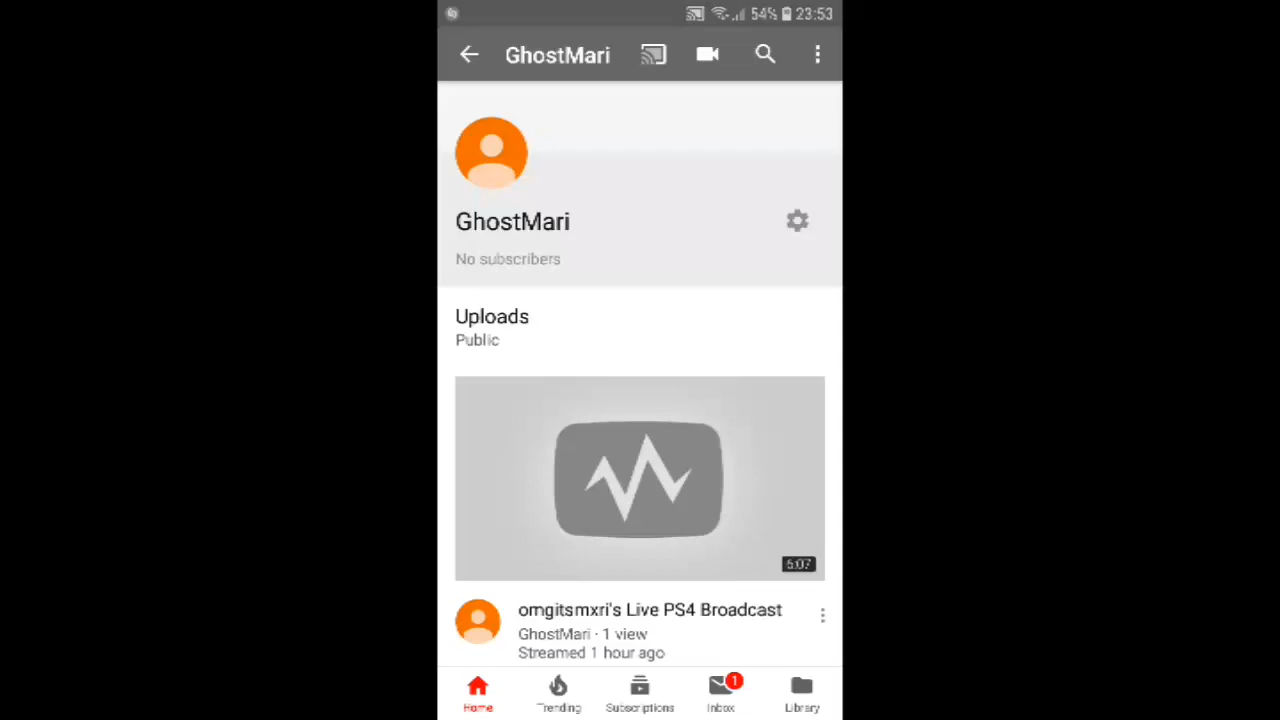 54% 23:53
GhostMari
GhostMari
No subscribers
Uploads
Public
5:07
omgitsmxri's Live PS4 Broadcast
GhostMari · 1 view
Streamed 1 hour ago
1
Home Trending Subscriptions Inbox Library